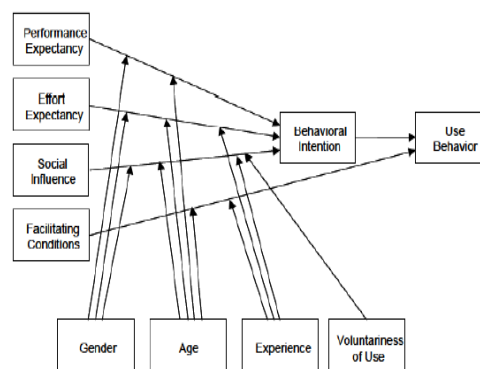 Performance
Expectancy
Effort
Expectancy
Social
Influence
Facilitating
Conditions
Behavioral
Intention
Use
Behavior
Gender
Age
Experience
Voluntariness
of Use